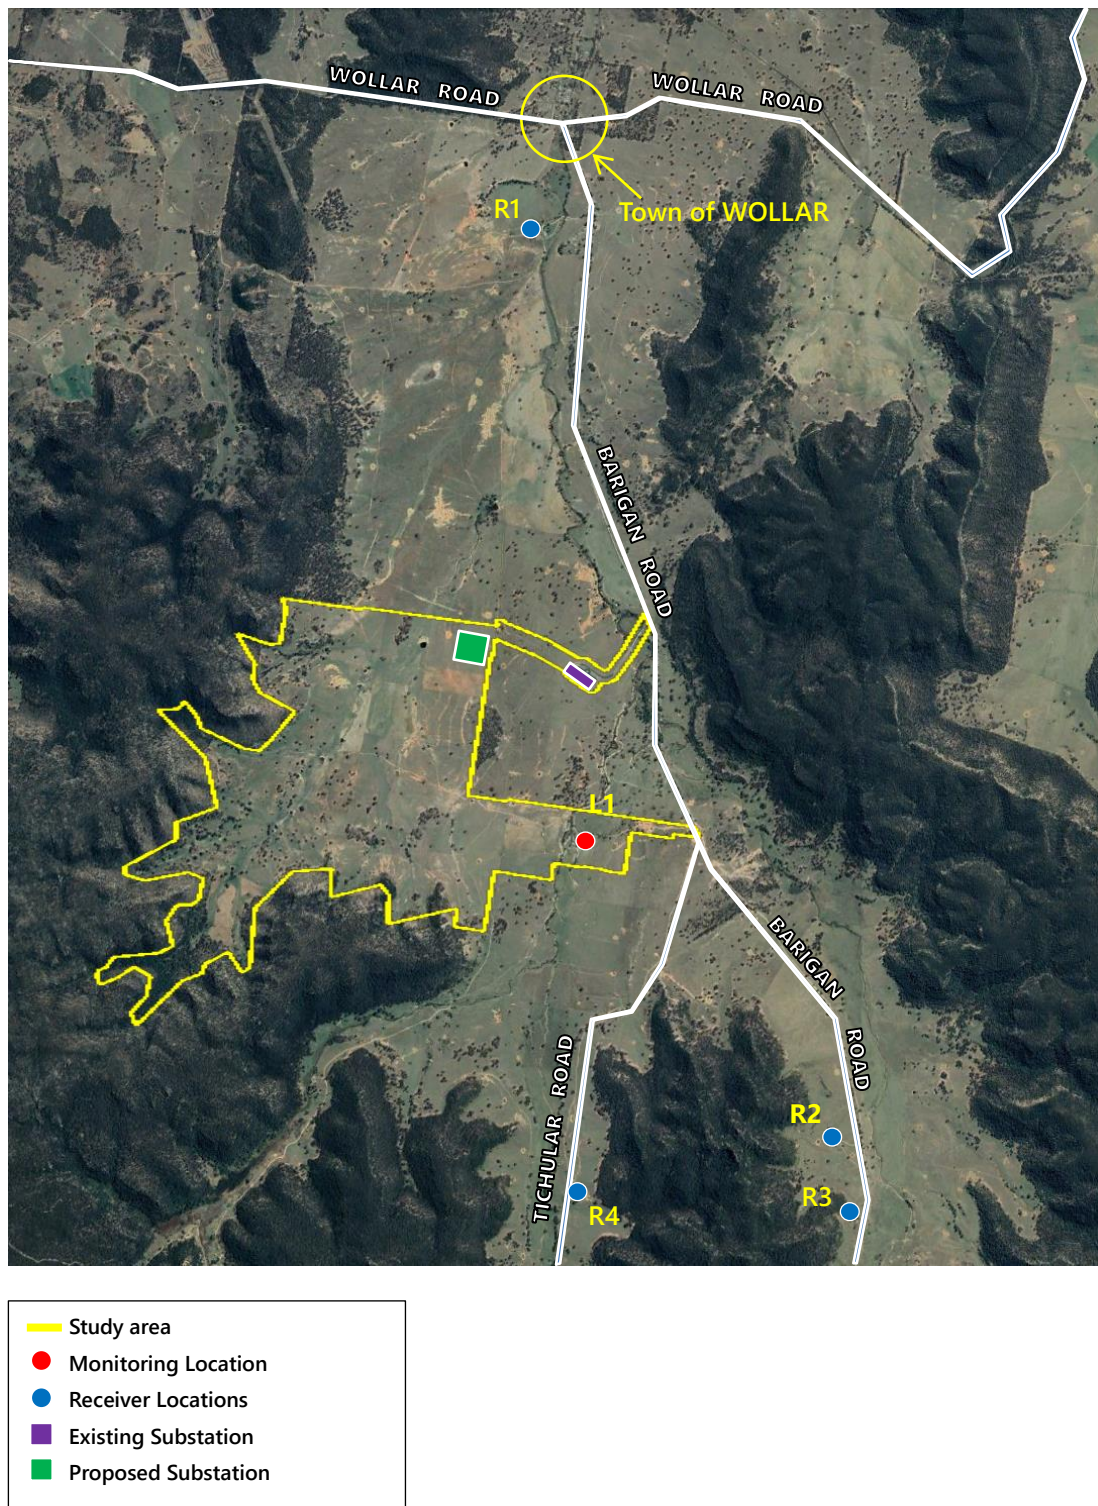 WOLLAR ROAD
WOLLAR ROAD
R1
Town of WOLLAR
BARIGAN ROAD
L1
BARIGAN ROAD
TICHULAR ROAD
R2
R3
R4
Study area
Monitoring Location
Receiver Locations
Existing Substation
Proposed Substation